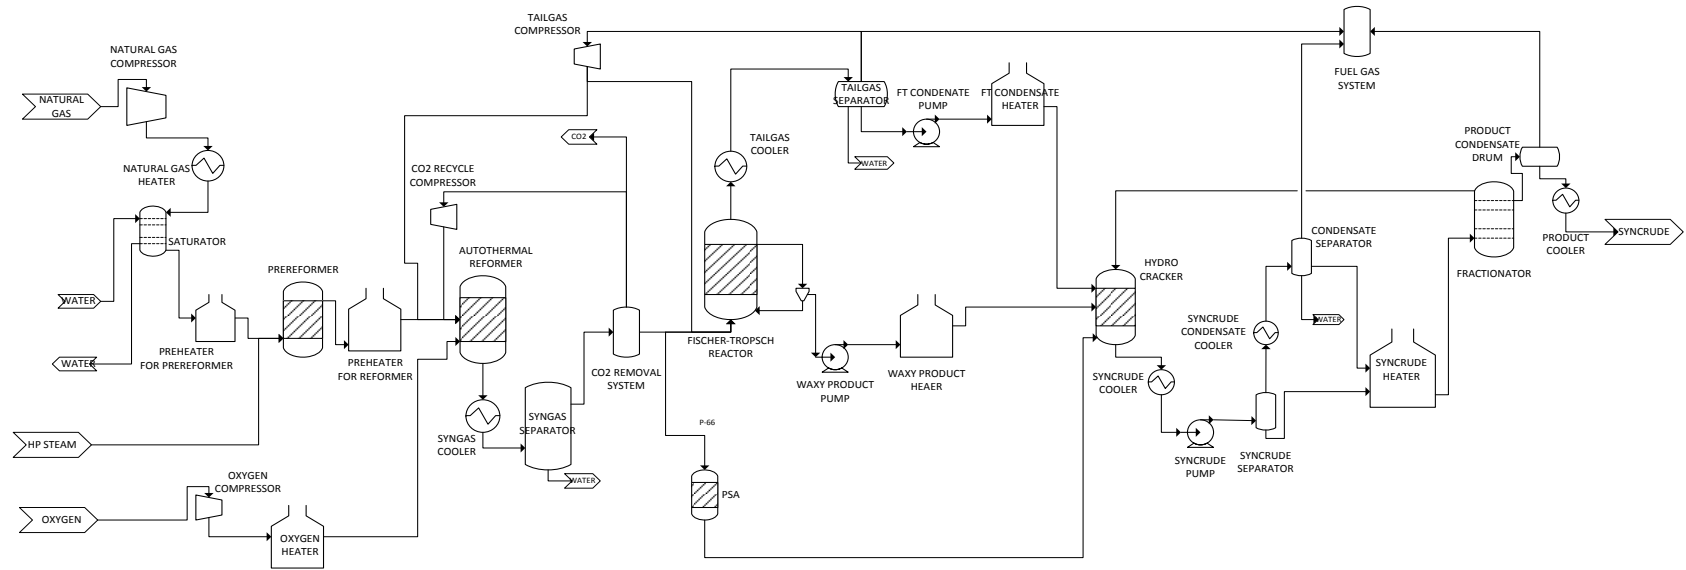 TAILGAS
COMPRESSOR
NATURAL GAS
COMPRESSOR
FUEL GAS
SYSTEM
NATURAL
GAS
TAILGAS
SEPARATOR
FT CONDENATE
PUMP
FT CONDENSATE
HEATER
CO2
TAILGAS
COOLER
WATER
PRODUCT
CONDENSATE
DRUM
NATURAL GAS
HEATER
CO2 RECYCLE
COMPRESSOR
SATURATOR
AUTOTHERMAL
REFORMER
CONDENSATE
SEPARATOR
PRODUCT
COOLER
SYNCRUDE
PREREFORMER
HYDRO
CRACKER
FRACTIONATOR
WATER
WATER
SYNCRUDE
CONDENSATE
COOLER
WATER
FISCHER-TROPSCH
REACTOR
PREHEATER
FOR PREREFORMER
PREHEATER
FOR REFORMER
CO2 REMOVAL
SYSTEM
WAXY PRODUCT
PUMP
WAXY PRODUCT
HEAER
SYNCRUDE
COOLER
SYNCRUDE
HEATER
SYNGAS
SEPARATOR
P-66
HP STEAM
SYNGAS
COOLER
SYNCRUDE
PUMP
SYNCRUDE
SEPARATOR
OXYGEN
COMPRESSOR
WATER
PSA
OXYGEN
OXYGEN
HEATER